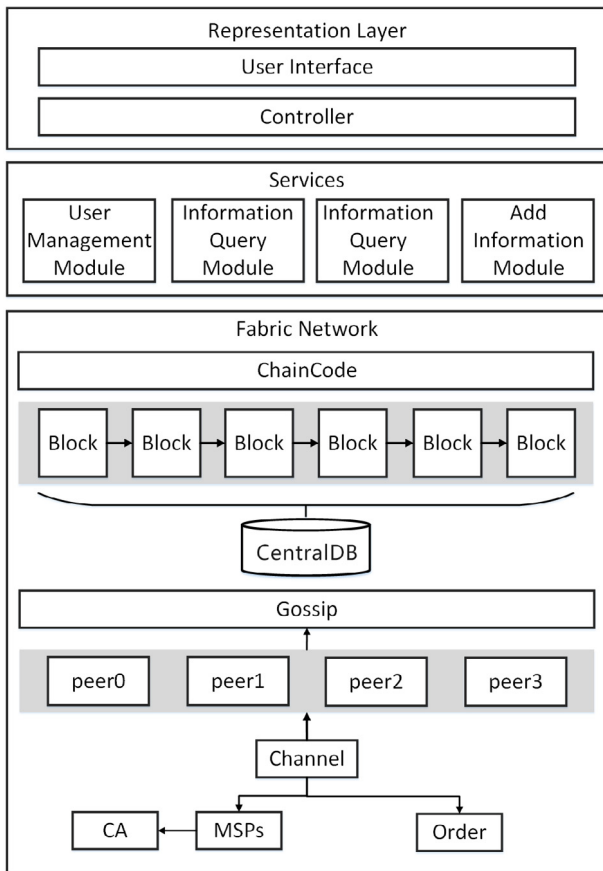 Representation Layer
User Interface
Controller
Services
User
Management
Module
Information
Query
Module
Information
Query
Module
Add
Information
Module
Fabric Network
ChainCode
Block
Block
Block
Block
Block
Block
CentralDB
Gossip
peer0
peer1
peer2
peer3
Channel
CA
MSPs
Order